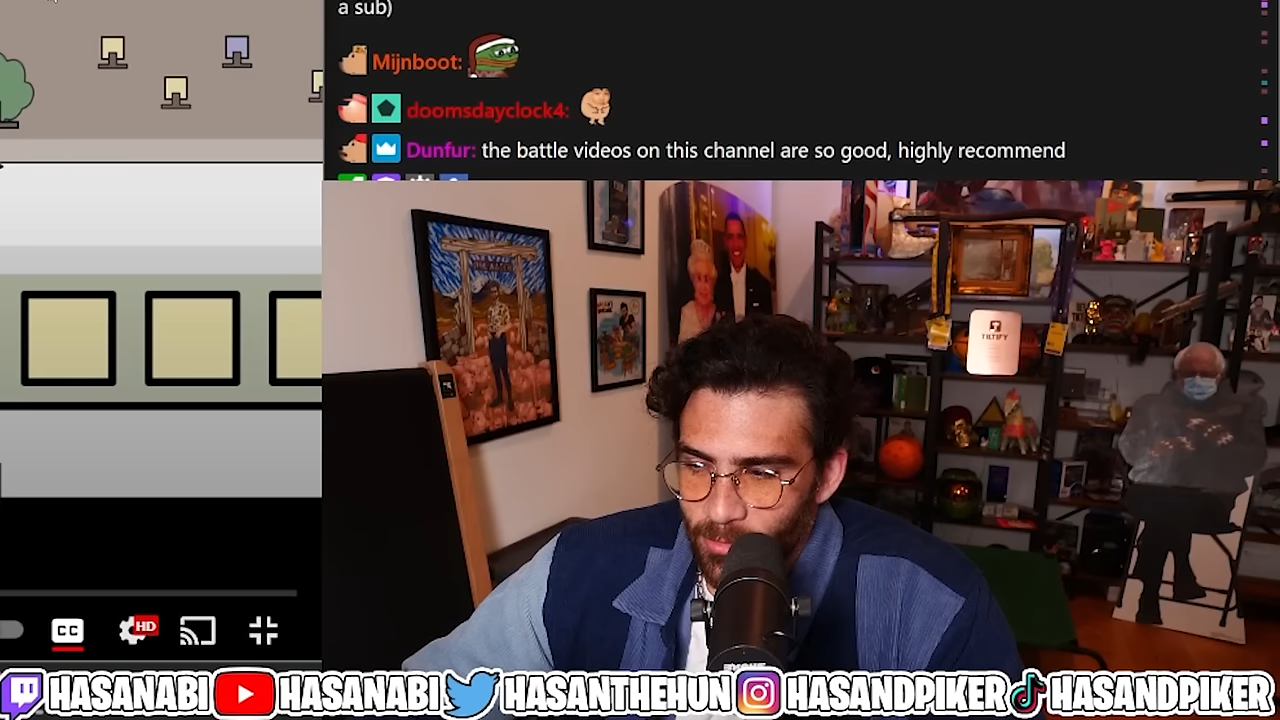 a sub)
Mijnboot:
doomsdayclock4:
Dunfur: the battle videos on this channel are so good, highly recommend
TILTIFY
CC
HD
HASANABI HASANABI HASANTHEHUN HASANDPIKER HASANDPIKER